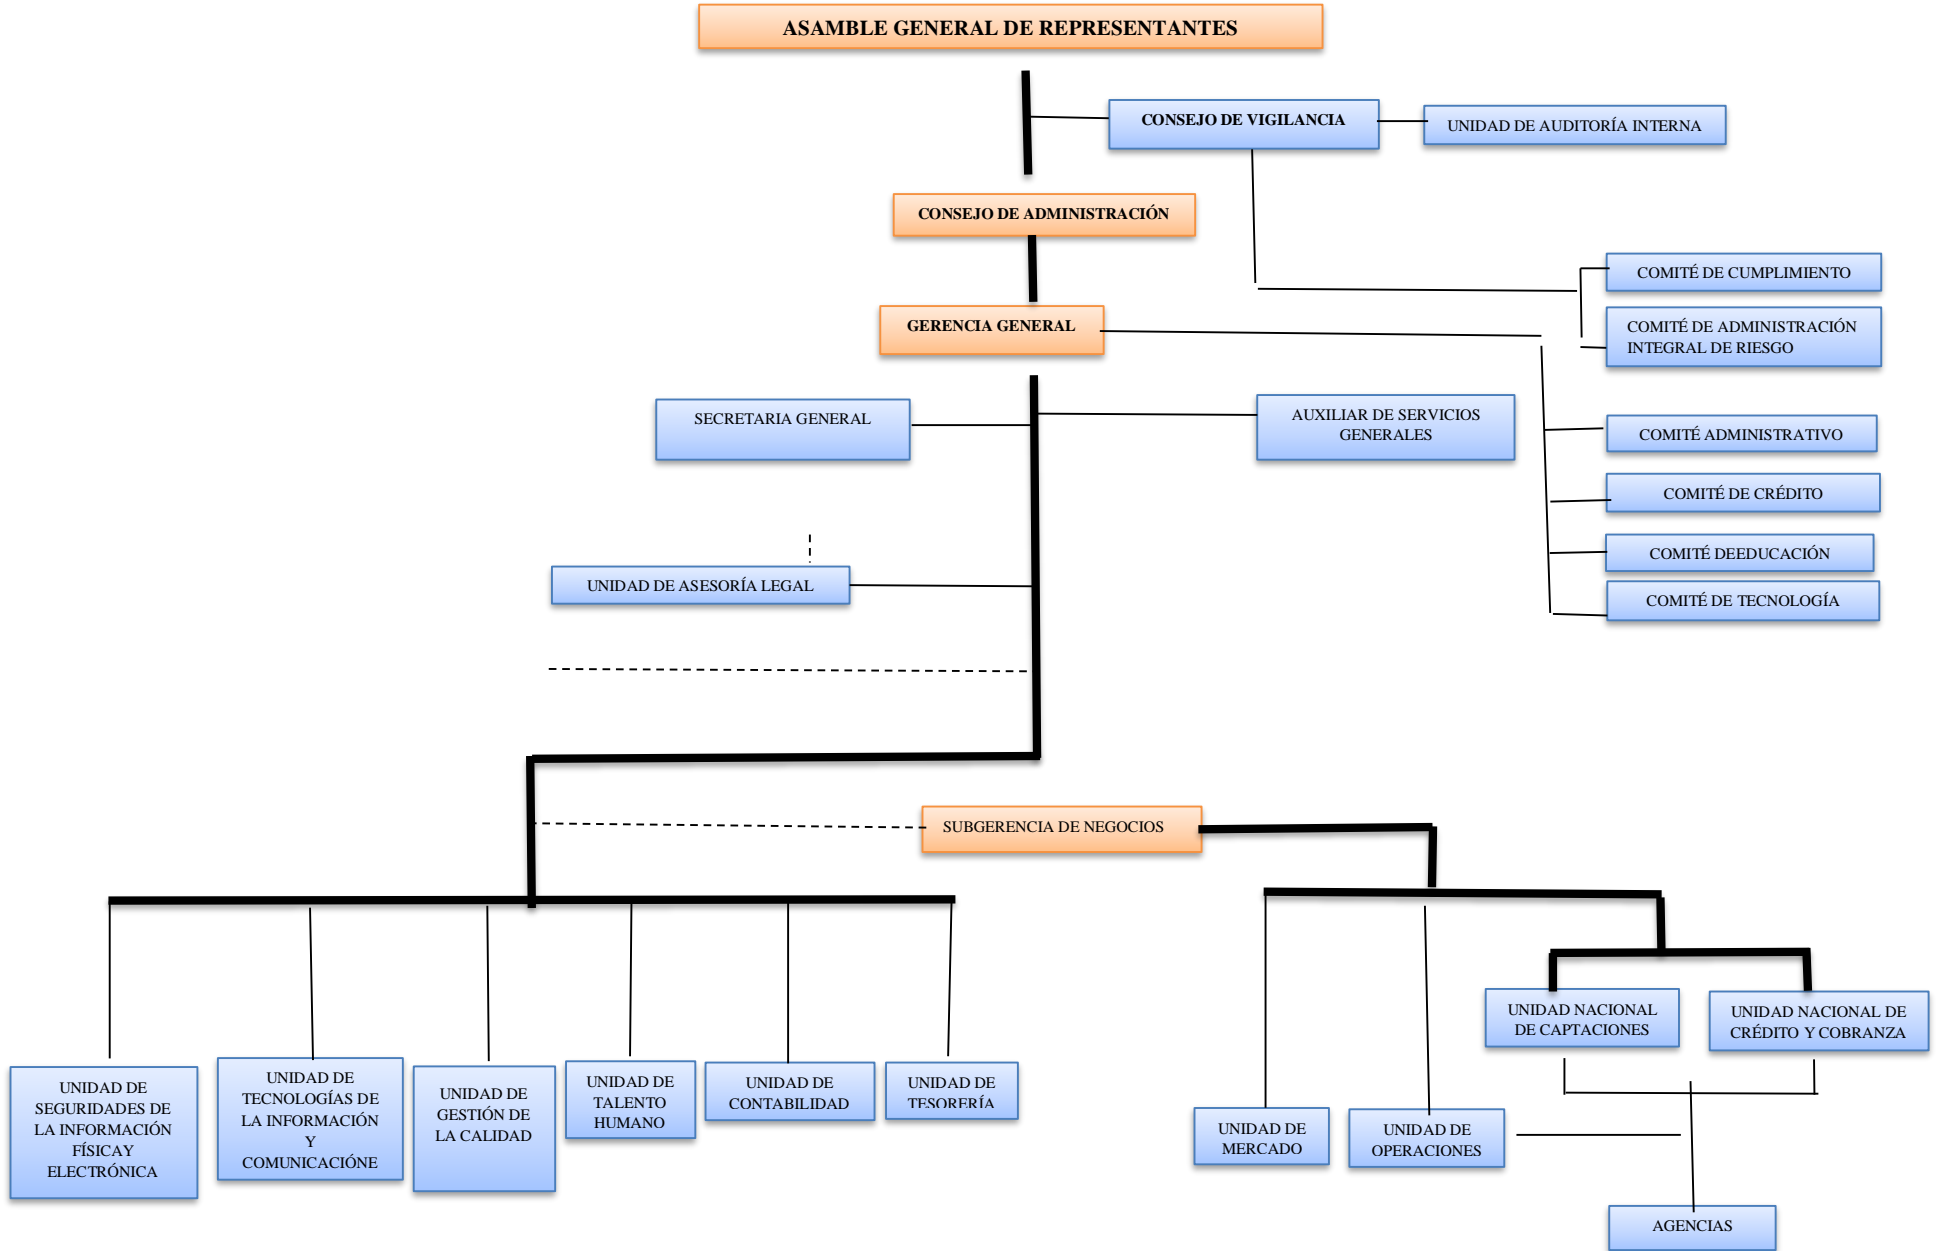 ASAMBLE GENERAL DE REPRESENTANTES
CONSEJO DE VIGILANCIA
UNIDAD DE AUDITORÍA INTERNA
CONSEJO DE ADMINISTRACIÓN
COMITÉ DE CUMPLIMIENTO
GERENCIA GENERAL
COMITÉ DE ADMINISTRACIÓN
INTEGRAL DE RIESGO
SECRETARIA GENERAL
AUXILIAR DE SERVICIOS
GENERALES
COMITÉ ADMINISTRATIVO
COMITÉ DE CRÉDITO
COMITÉ DEEDUCACIÓN
UNIDAD DE ASESORÍA LEGAL
COMITÉ DE TECNOLOGÍA
SUBGERENCIA DE NEGOCIOS
UNIDAD NACIONAL
DE CAPTACIONES
UNIDAD NACIONAL DE
CRÉDITO Y COBRANZA
UNIDAD DE
SEGURIDADES DE
LA INFORMACIÓN
FÍSICAY
ELECTRÓNICA
UNIDAD DE
TECNOLOGÍAS DE
LA INFORMACIÓN
Y
COMUNICACIÓNE
UNIDAD DE
GESTIÓN DE
LA CALIDAD
UNIDAD DE
TALENTO
HUMANO
UNIDAD DE
CONTABILIDAD
UNIDAD DE
TESORERÍA
UNIDAD DE
MERCADO
UNIDAD DE
OPERACIONES
AGENCIAS